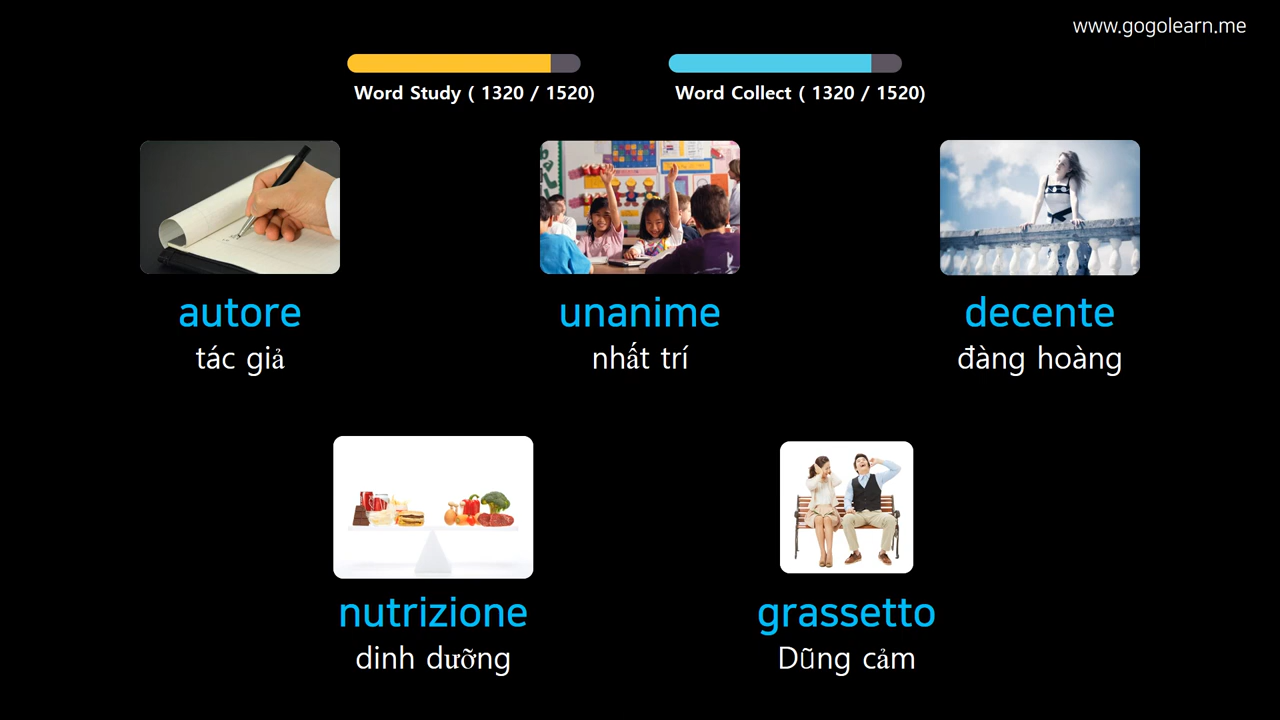 www.gogolearn.me
Word Study ( 1320 / 1520)
Word Collect ( 1320 / 1520)
autore
tác giả
unanime
nhất trí
decente
đàng hoàng
nutrizione
dinh dưỡng
grassetto
Dũng cảm